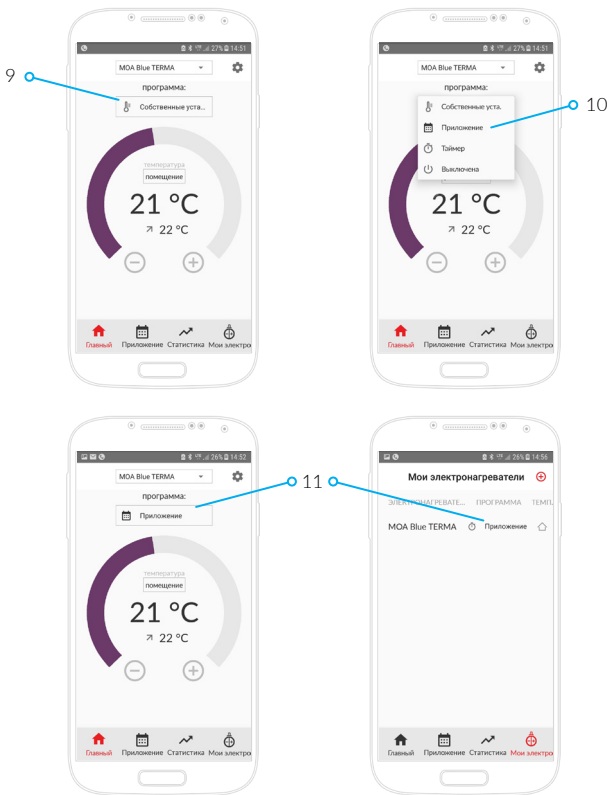 27% 14:51
MOA Blue TERMA
программа:
9
Собственные уста...
температура
помещение
21 °C
22 °C
Главный Приложение Статистика Мои электро
27% 14:51
MOA Blue TERMA
программа:
Собственные уста.
10
Приложение
Таймер
Выключена
21 °C
22 °C
Главный Приложение Статистика Мои электро
26% 14:52
MOA Blue TERMA
программа:
11
Приложение
температура
помещение
21 °C
22 °C
Главный Приложение Статистика Мои электро
26% 14:56
Мои электронагреватели
ЭЛЕКТРОНАГРЕВАТЕ... ПРОГРАММА ТЕМП.
MOA Blue TERMA Приложение
Главный Приложение Статистика Мои электро